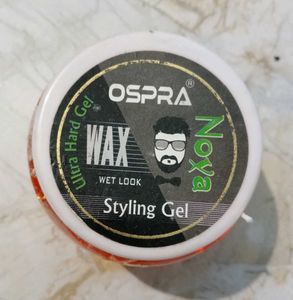 OSPRA®
Ultra Hard Gel
WAX
WET LOOK
Noya
Styling Gel